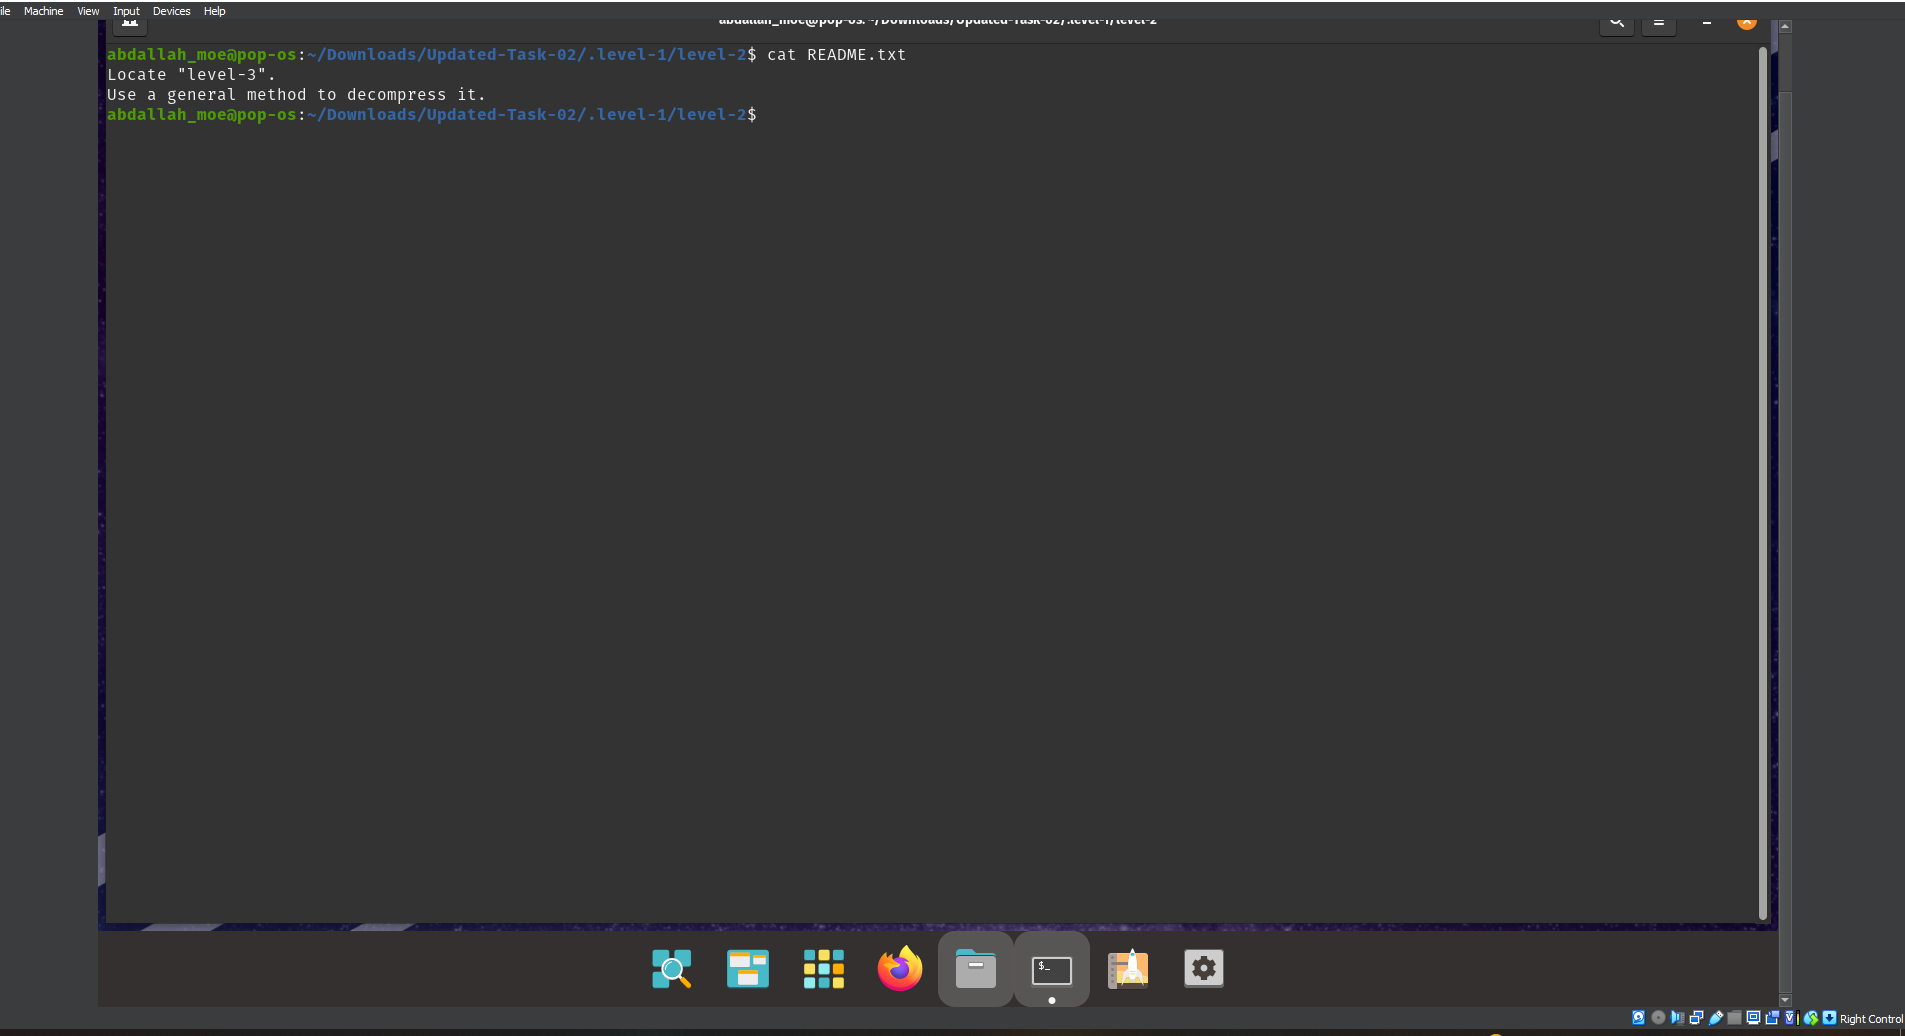 Machine View Input Devices Help
abdallah_moe@pop-os: ~/Downloads/Updated-Task-02/.level-1/level-2
abdallah_moe@pop-os:~/Downloads/Updated-Task-02/.level-1/level-2$ cat README.txt
Locate "level-3".
Use a general method to decompress it.
abdallah_moe@pop-os:~/Downloads/Updated-Task-02/.level-1/level-2$
$_
Right Control